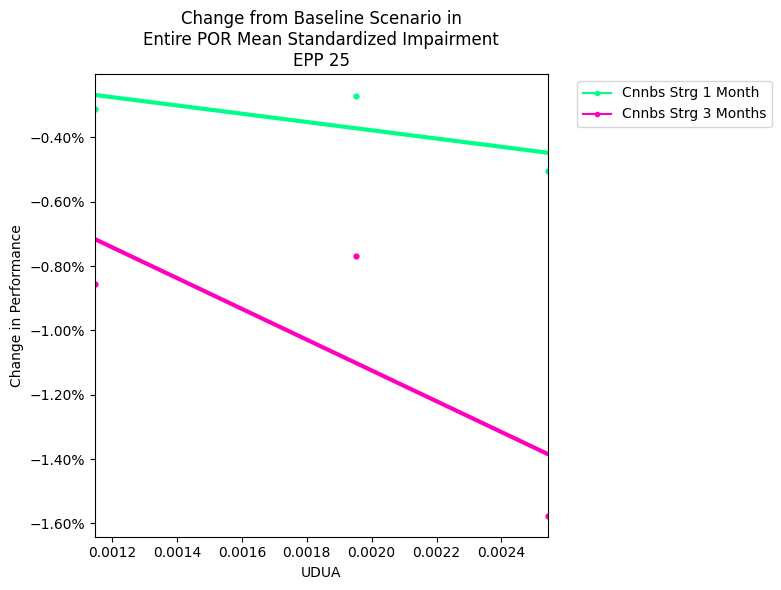 Change from Baseline Scenario in
Entire POR Mean Standardized Impairment
EPP 25
Cnnbs Strg 1 Month
Cnnbs Strg 3 Months
Change in Performance
−0.40%
−0.60%
−0.80%
−1.00%
−1.20%
−1.40%
−1.60%
0.0012 0.0014 0.0016 0.0018 0.0020 0.0022 0.0024
UDUA